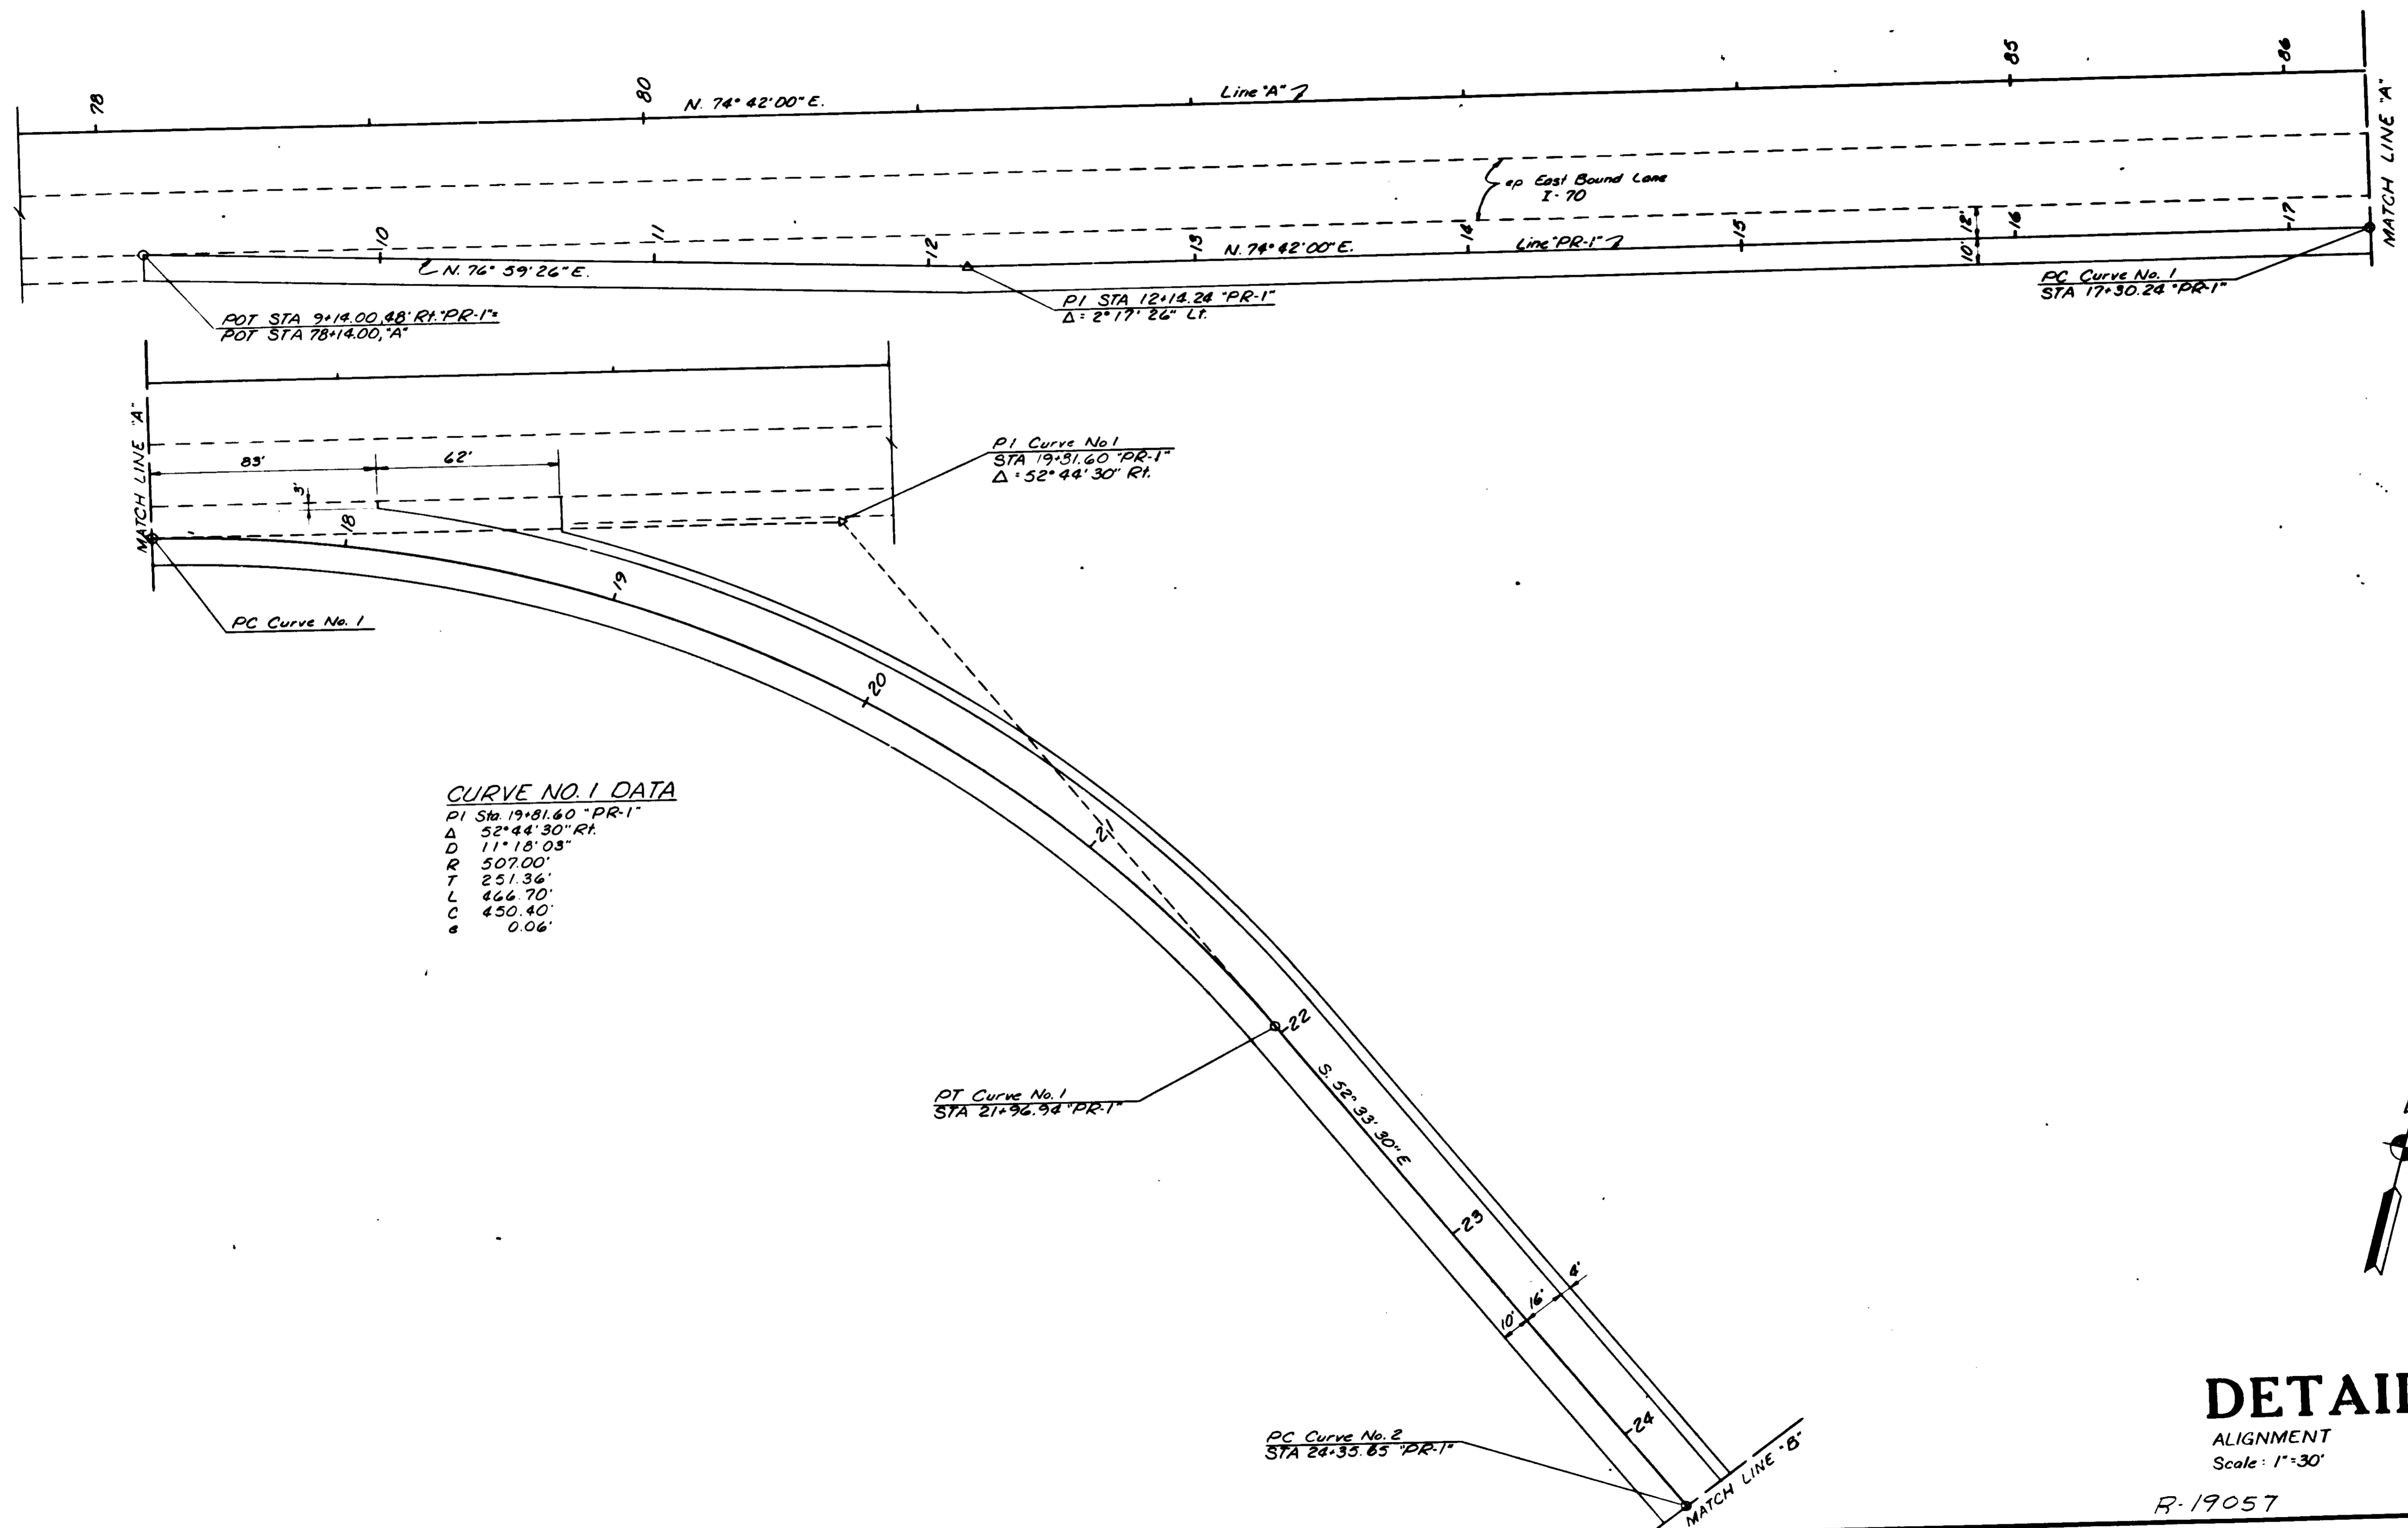 78
80
N. 74° 42' 00" E.
Line "A"
85
86
MATCH LINE "A"
ep East Bound Lane
I-70
10
11
12
13
14
15
16
17
N. 76° 59' 26" E.
N. 74° 42' 00" E.
Line "PR-1"
12'
10'
POT STA 9+14.00, 48' Rt. "PR-1"=
POT STA 78+14.00, "A"
PI STA 12+14.24 "PR-1"
Δ = 2° 17' 26" Lt.
PC Curve No. 1
STA 17+30.24 "PR-1"
MATCH LINE "A"
83'
62'
3'
PI Curve No 1
STA 19+81.60 "PR-1"
Δ = 52° 44' 30" Rt.
18
19
20
21
22
23
24
PC Curve No. 1
CURVE NO. 1 DATA
PI Sta. 19+81.60 "PR-1"
Δ 52° 44' 30" Rt.
D 11° 18' 03"
R 507.00'
T 251.36'
L 466.70'
C 450.40'
e 0.06'
PT Curve No. 1
STA 21+96.94 "PR-1"
S. 52° 33' 30" E
10'
16'
4'
PC Curve No. 2
STA 24+35.65 "PR-1"
MATCH LINE "B"
DETAI
ALIGNMENT
Scale: 1"=30'
R-19057